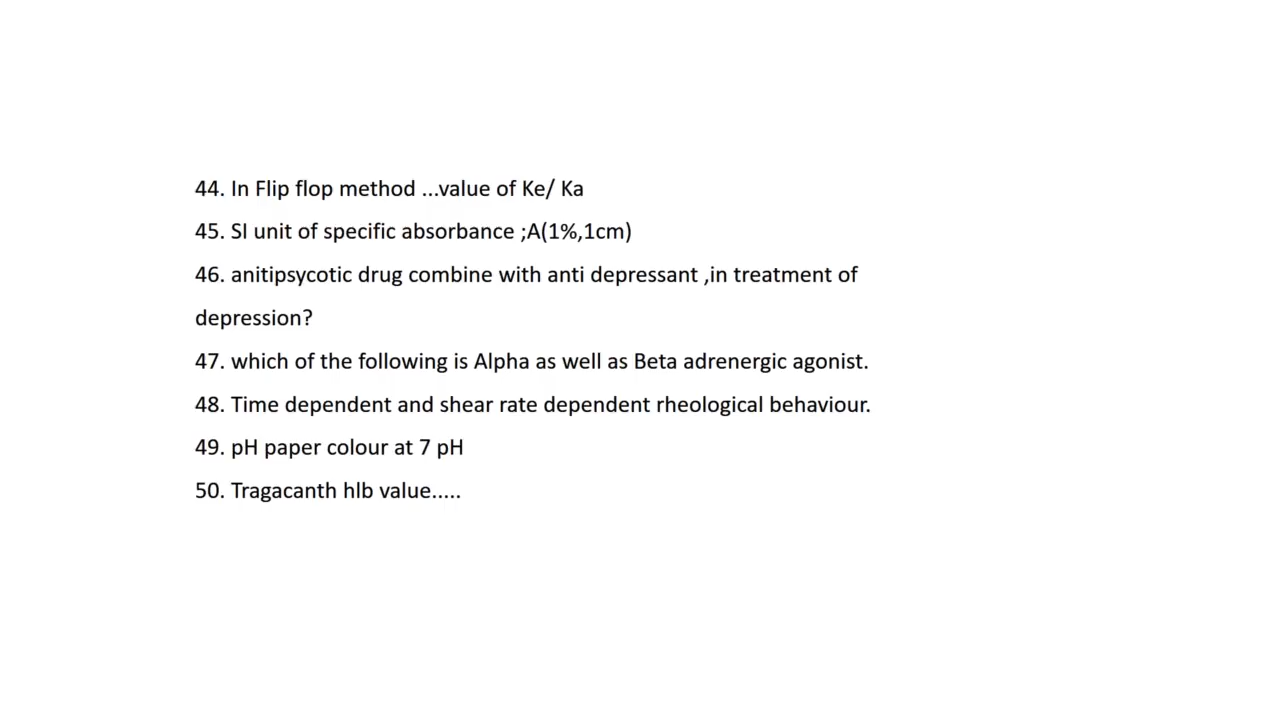 44. In Flip flop method ...value of Ke/ Ka
45. SI unit of specific absorbance ;A(1%,1cm)
46. anitipsycotic drug combine with anti depressant ,in treatment of
depression?
47. which of the following is Alpha as well as Beta adrenergic agonist.
48. Time dependent and shear rate dependent rheological behaviour.
49. pH paper colour at 7 pH
50. Tragacanth hlb value.....